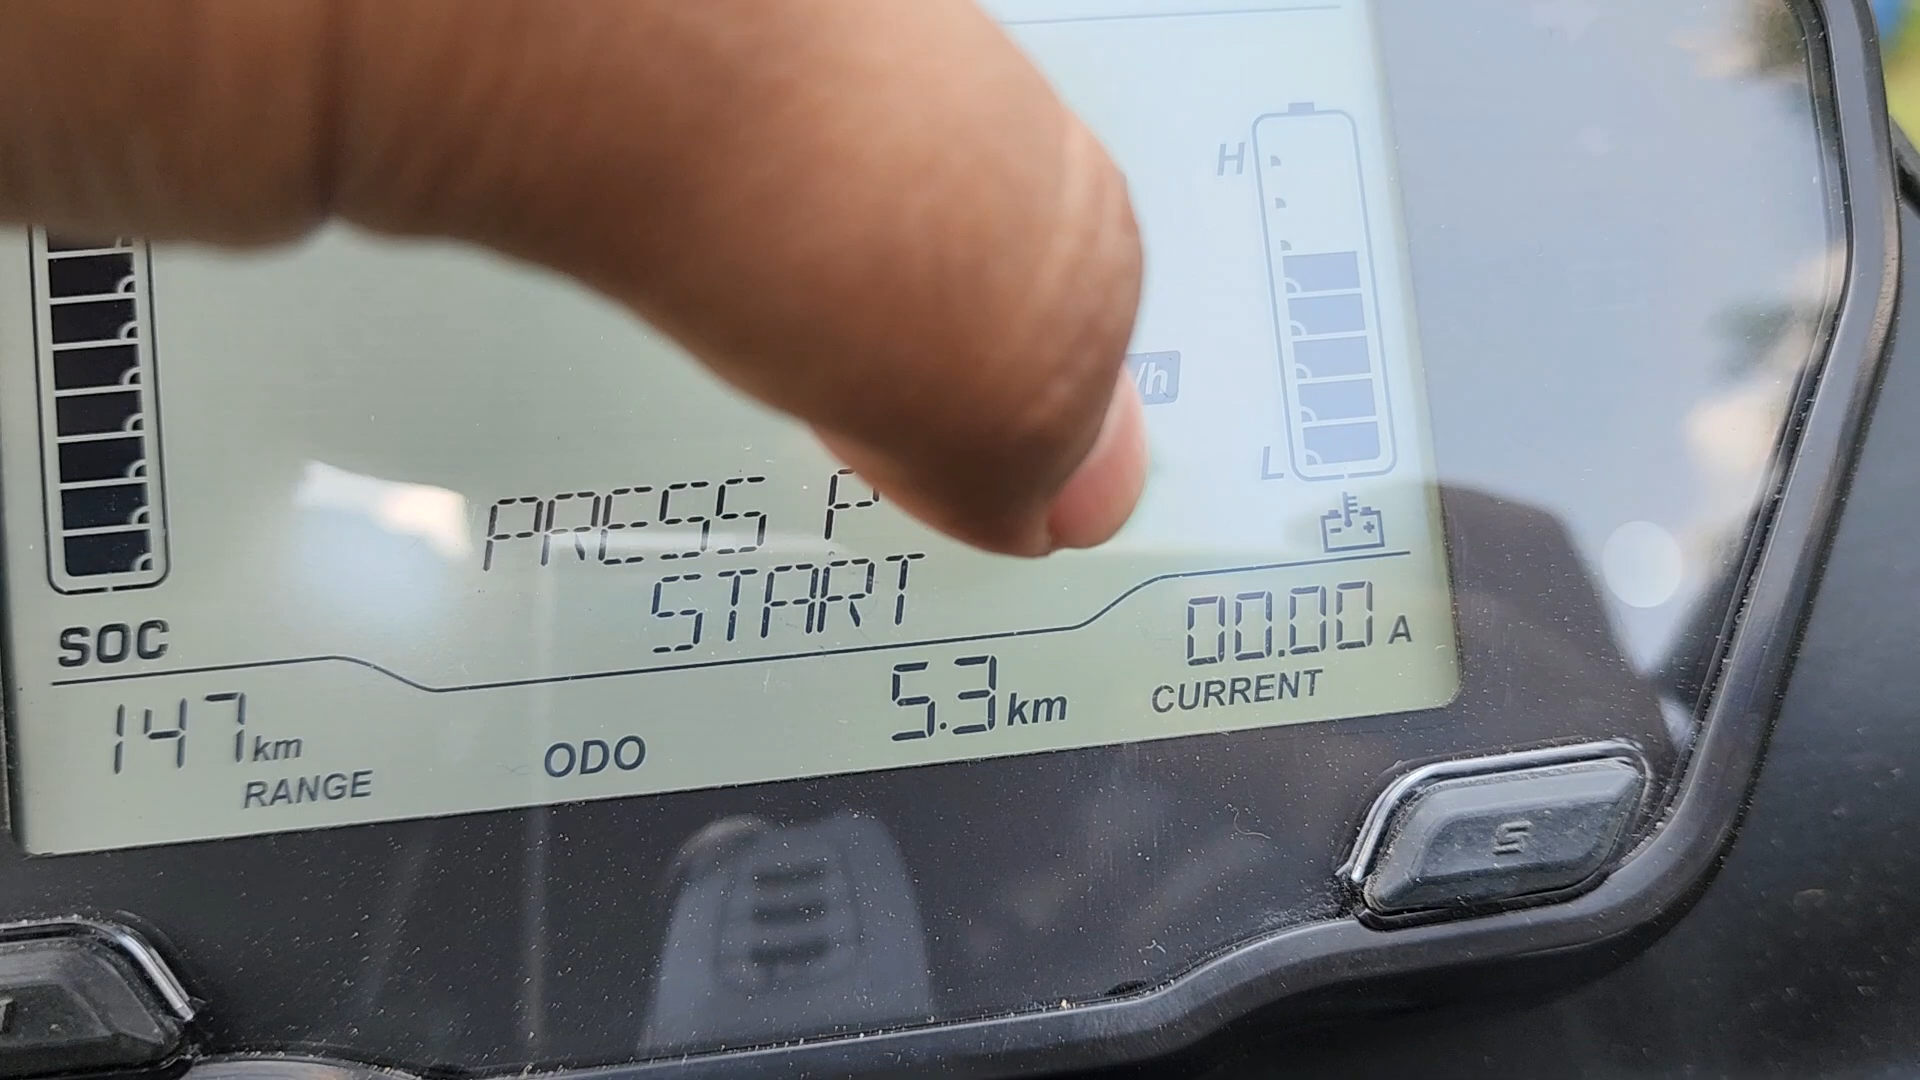 H
/h
L
PRESS P
START
SOC
00.00 A
CURRENT
5.3 km
147 km
RANGE
ODO
S